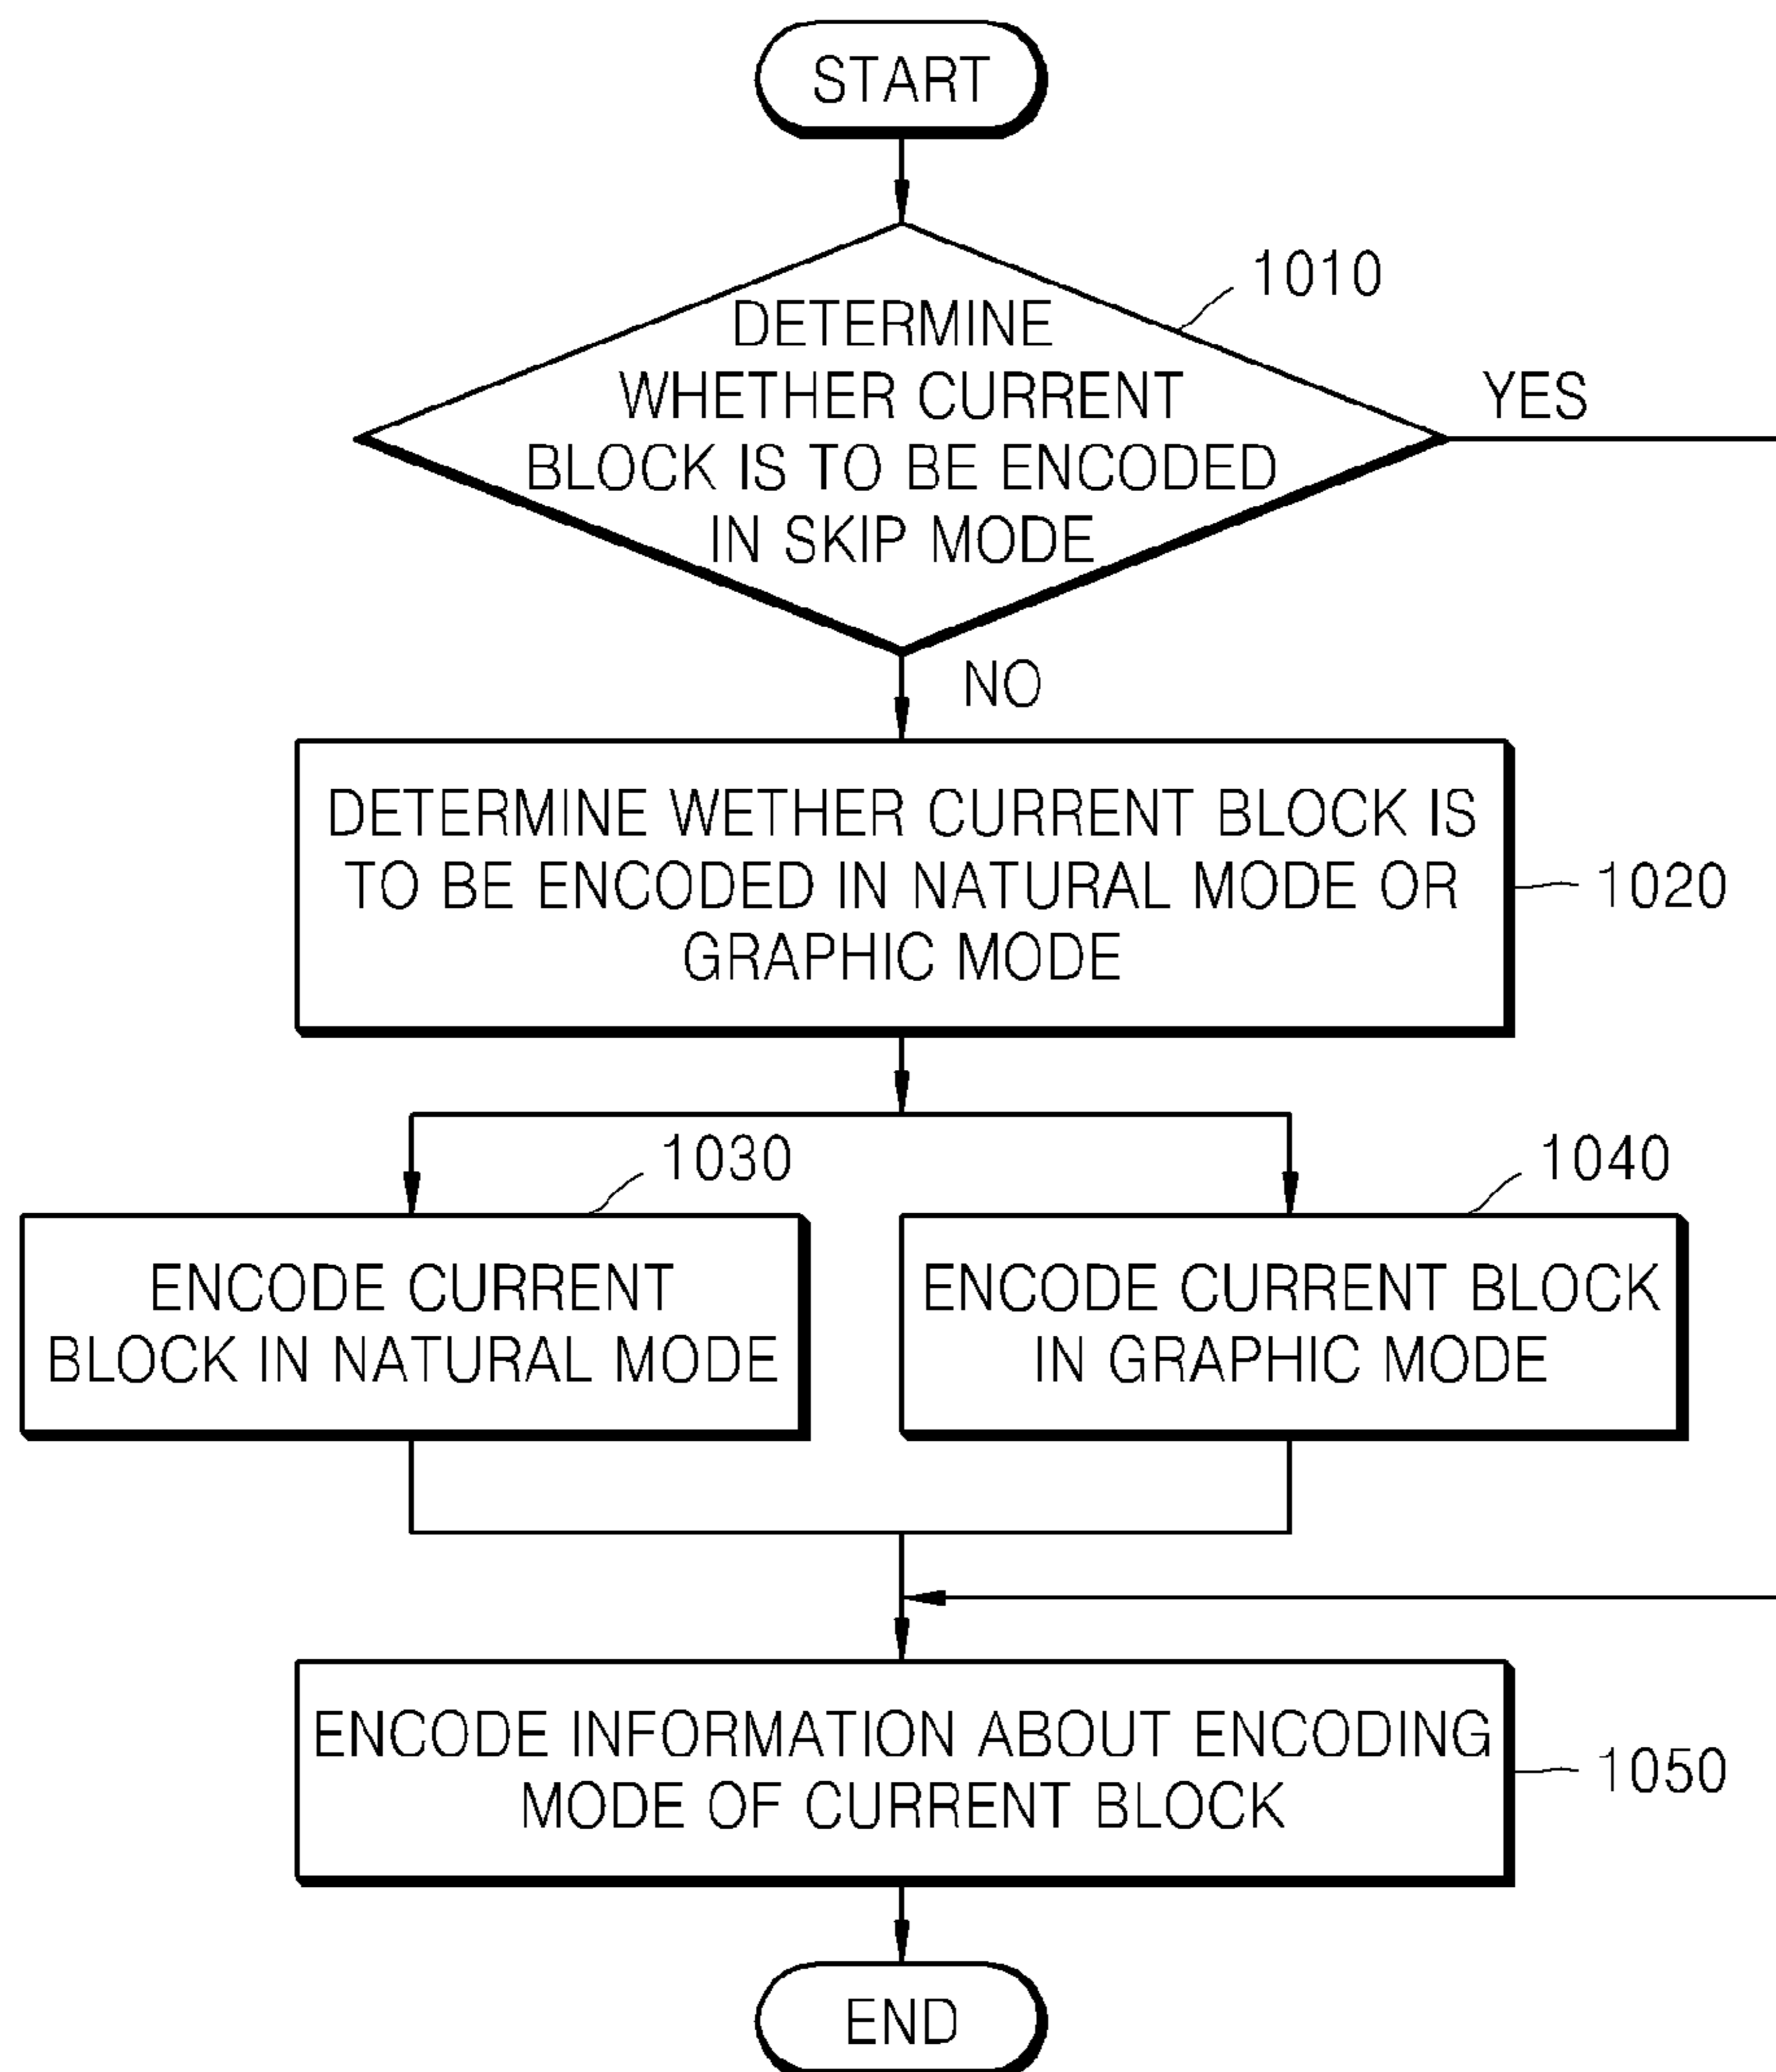 START
1010
DETERMINE
WHETHER CURRENT
BLOCK IS TO BE ENCODED
IN SKIP MODE
YES
NO
DETERMINE WETHER CURRENT BLOCK IS
TO BE ENCODED IN NATURAL MODE OR
GRAPHIC MODE
1020
1030
1040
ENCODE CURRENT
BLOCK IN NATURAL MODE
ENCODE CURRENT BLOCK
IN GRAPHIC MODE
ENCODE INFORMATION ABOUT ENCODING
MODE OF CURRENT BLOCK
1050
END